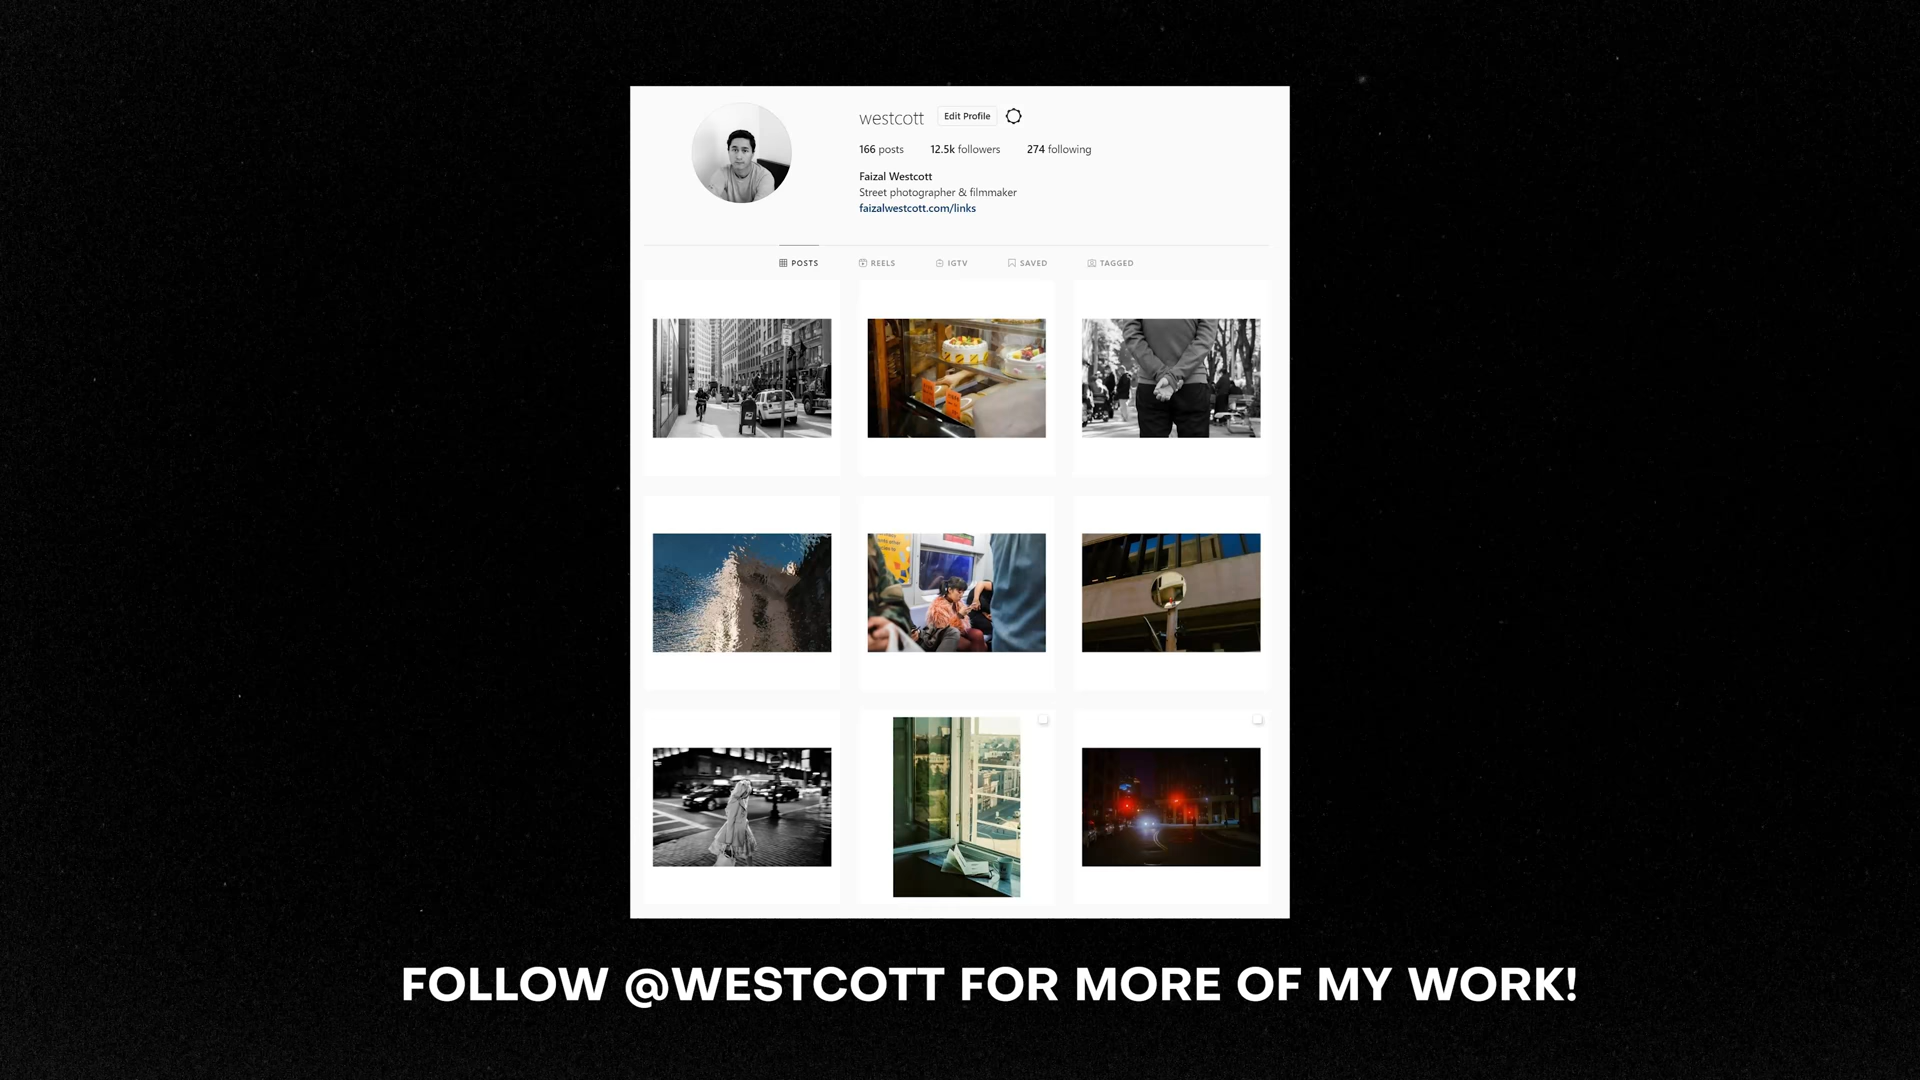 westcott Edit Profile
166 posts 12.5k followers 274 following
Faizal Westcott
Street photographer & filmmaker
faizalwestcott.com/links
POSTS REELS IGTV SAVED TAGGED
FOLLOW @WESTCOTT FOR MORE OF MY WORK!